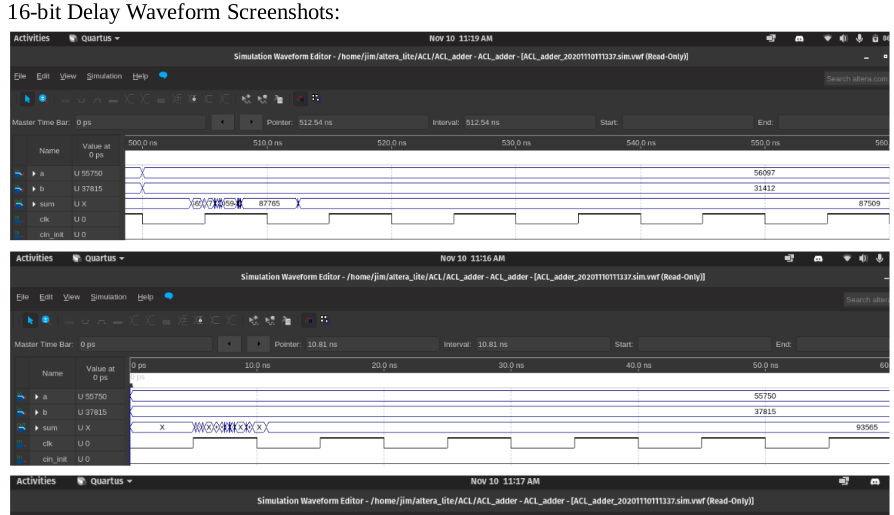 16-bit Delay Waveform Screenshots:
Activities Quartus Nov 10 11:19 AM
Simulation Waveform Editor - /home/jim/altera_lite/ACL/ACL_adder - ACL_adder - [ACL_adder_20201110111337.sim.vwf (Read-Only)]
File Edit View Simulation Help Search altera.com
Master Time Bar: 0 ps Pointer: 512.54 ns Interval: 512.54 ns Start: End:
Name Value at 0 ps 500.0 ns 510.0 ns 520.0 ns 530.0 ns 540.0 ns 550.0 ns 560.
a U 55750 56097
b U 37815 31412
sum U X 87765 87509
clk U 0
cin_init U 0
Activities Quartus Nov 10 11:16 AM
Simulation Waveform Editor - /home/jim/altera_lite/ACL/ACL_adder - ACL_adder - [ACL_adder_20201110111337.sim.vwf (Read-Only)]
File Edit View Simulation Help Search alter
Master Time Bar: 0 ps Pointer: 10.81 ns Interval: 10.81 ns Start: End:
Name Value at 0 ps 0 ps 10.0 ns 20.0 ns 30.0 ns 40.0 ns 50.0 ns 60.
0 ps
a U 55750 55750
b U 37815 37815
sum U X X X X X 93565
clk U 0
cin_init U 0
Activities Quartus Nov 10 11:17 AM
Simulation Waveform Editor - /home/jim/altera_lite/ACL/ACL_adder - ACL_adder - [ACL_adder_20201110111337.sim.vwf (Read-Only)]